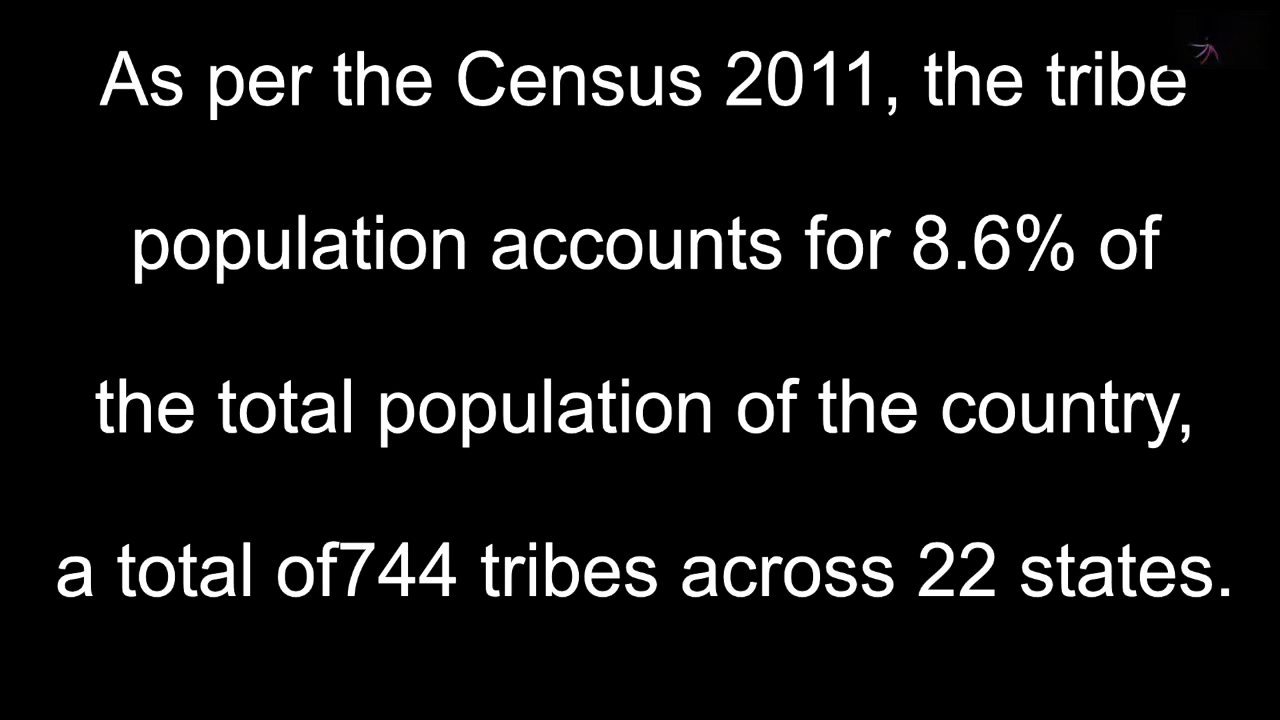 As per the Census 2011, the tribe
population accounts for 8.6% of
the total population of the country,
a total of744 tribes across 22 states.